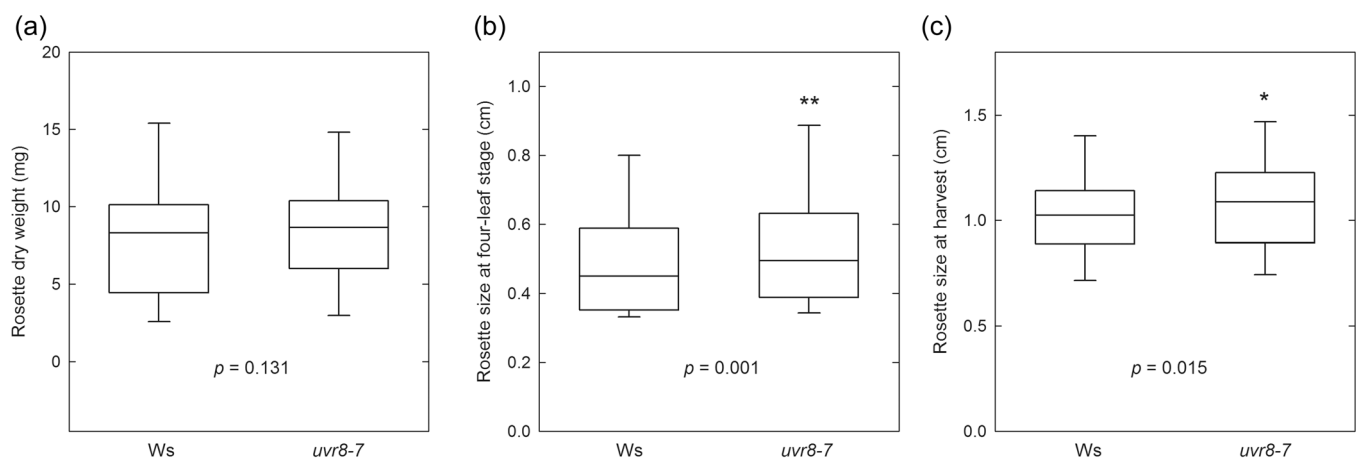 (a)
Rosette dry weight (mg)
20
15
10
5
0
p = 0.131
Ws
uvr8-7
(b)
Rosette size at four-leaf stage (cm)
1.0
0.8
0.6
0.4
0.2
0.0
**
p = 0.001
Ws
uvr8-7
(c)
Rosette size at harvest (cm)
1.5
1.0
0.5
0.0
*
p = 0.015
Ws
uvr8-7